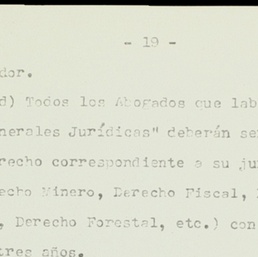 - 19 -
dor.
d) Todos los Abogados que lab
nerales Jurídicas" deberán se
recho correspondiente a su ju
echo Minero, Derecho Fiscal,
, Derecho Forestal, etc.) con
tres años.